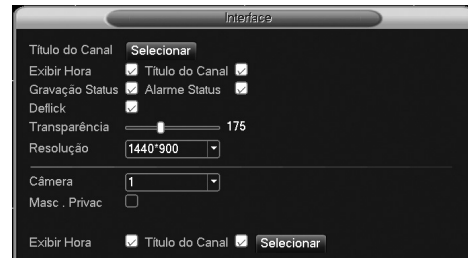 Interface
Título do Canal Selecionar
Exibir Hora Título do Canal
Gravação Status Alarme Status
Deflick
Transparência 175
Resolução 1440*900
Câmera 1
Masc . Privac
Exibir Hora Título do Canal Selecionar